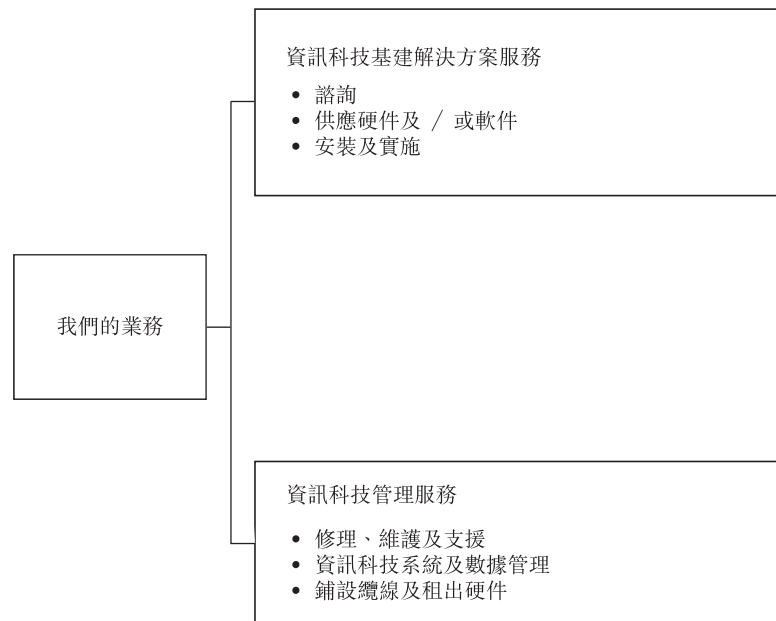 資訊科技基建解決方案服務
• 諮詢
• 供應硬件及 / 或軟件
• 安裝及實施
我們的業務
資訊科技管理服務
• 修理、維護及支援
• 資訊科技系統及數據管理
• 鋪設纜線及租出硬件